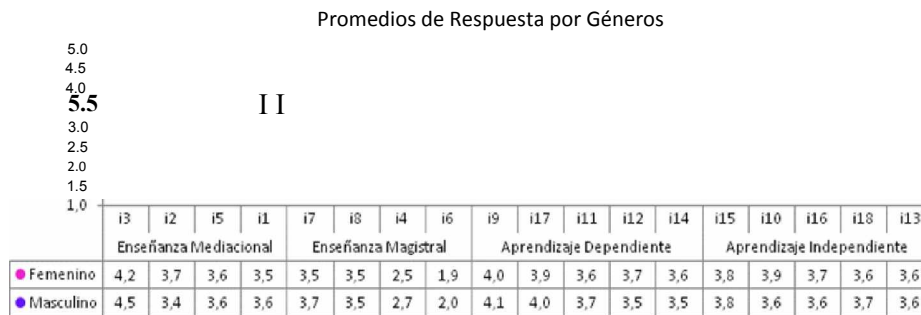 Promedios de Respuesta por Géneros
5.0
4.5
4.0
5.5 I I
3.0
2.5
2.0
1.5
1,0
i3 i2 i5 i1 i7 i8 i4 i6 i9 i17 i11 i12 i14 i15 i10 i16 i18 i13
Enseñanza Mediacional Enseñanza Magistral Aprendizaje Dependiente Aprendizaje Independiente
Femenino 4,2 3,7 3,6 3,5 3,5 3,5 2,5 1,9 4,0 3,9 3,6 3,7 3,6 3,8 3,9 3,7 3,6 3,6
Masculino 4,5 3,4 3,6 3,6 3,7 3,5 2,7 2,0 4,1 4,0 3,7 3,5 3,5 3,8 3,6 3,6 3,7 3,6